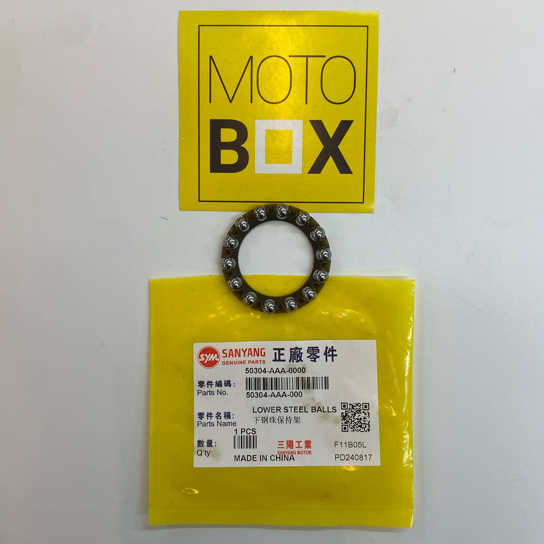 MOTO
BOX
SYM SANYANG 正廠零件
GENUINE PARTS
50304-AAA-0000
零件編碼:
Parts No. 50304-AAA-000
零件名稱: LOWER STEEL BALLS
Parts Name 下钢珠保持架
1 PCS
數量: 三陽工業 F11B05L
Q'ty SANYANG MOTOR
MADE IN CHINA PD240817